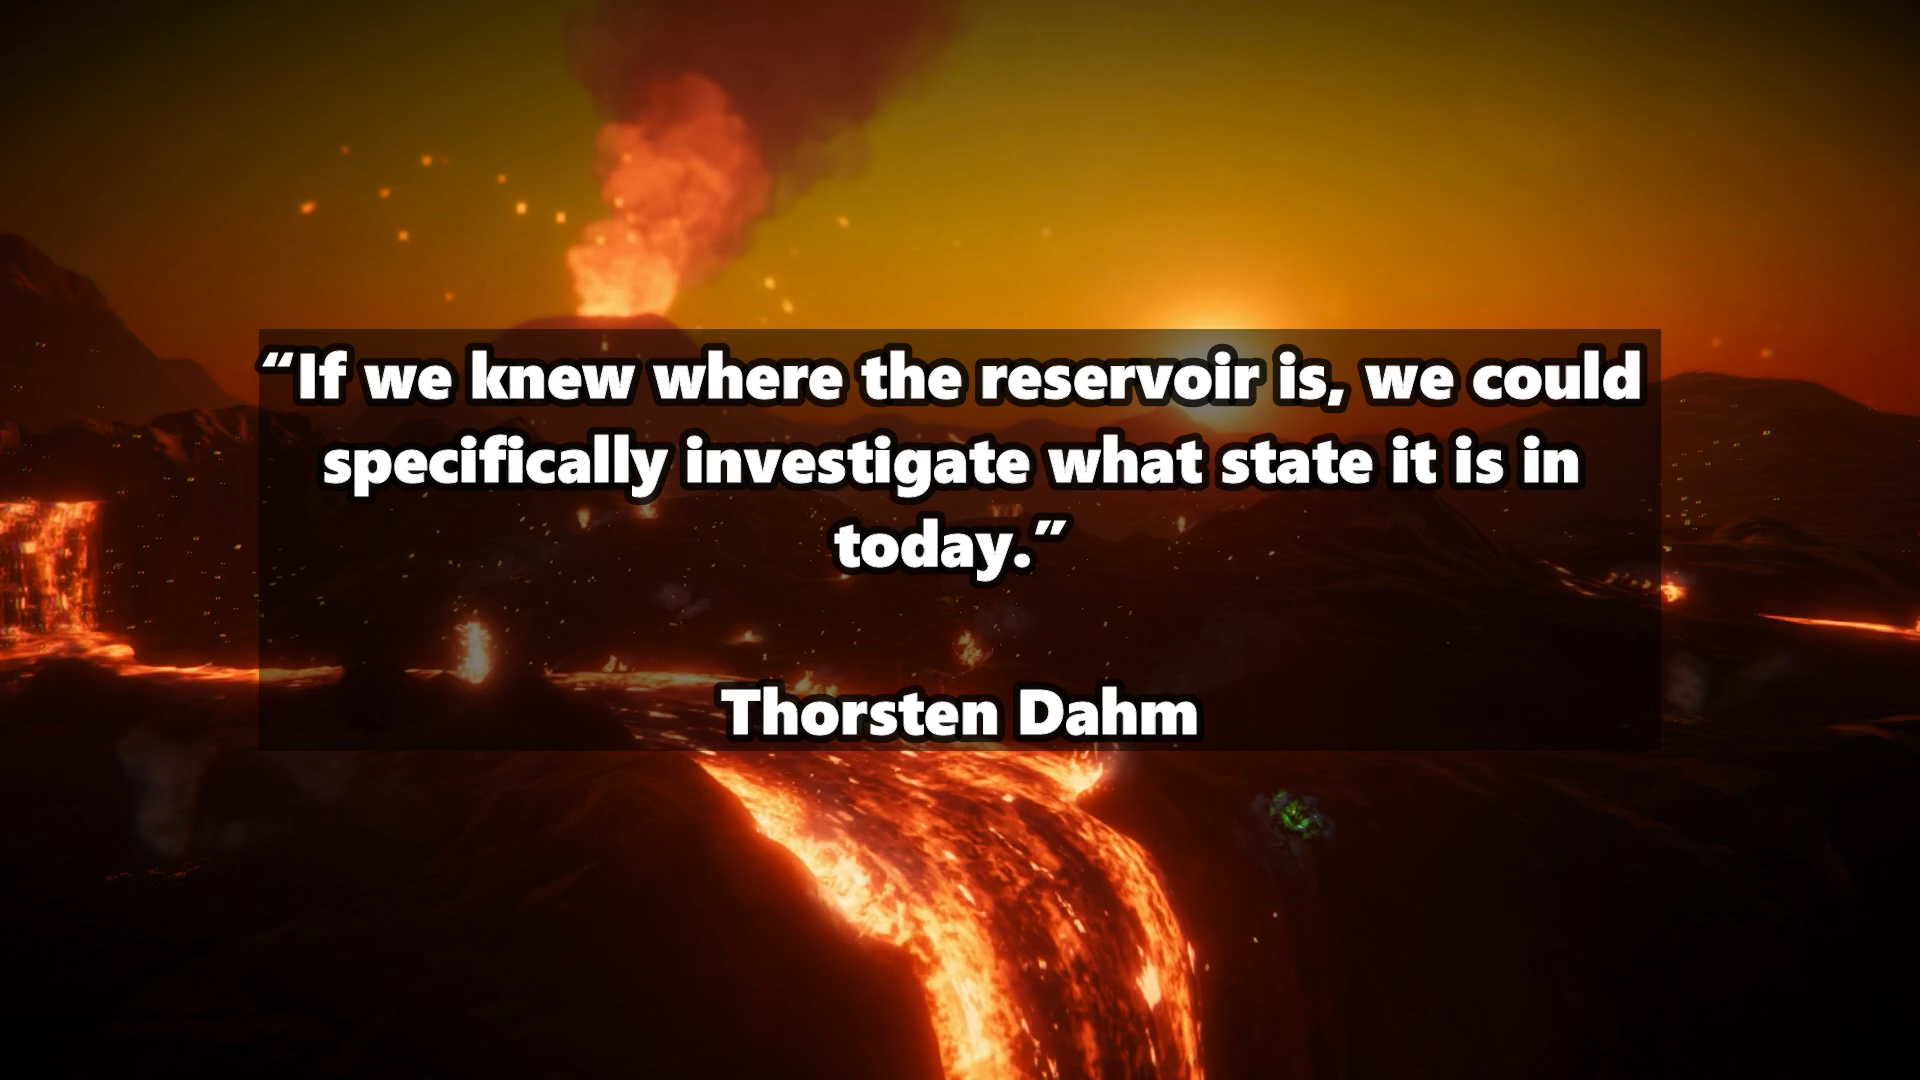 “If we knew where the reservoir is, we could
specifically investigate what state it is in
today.”
Thorsten Dahm